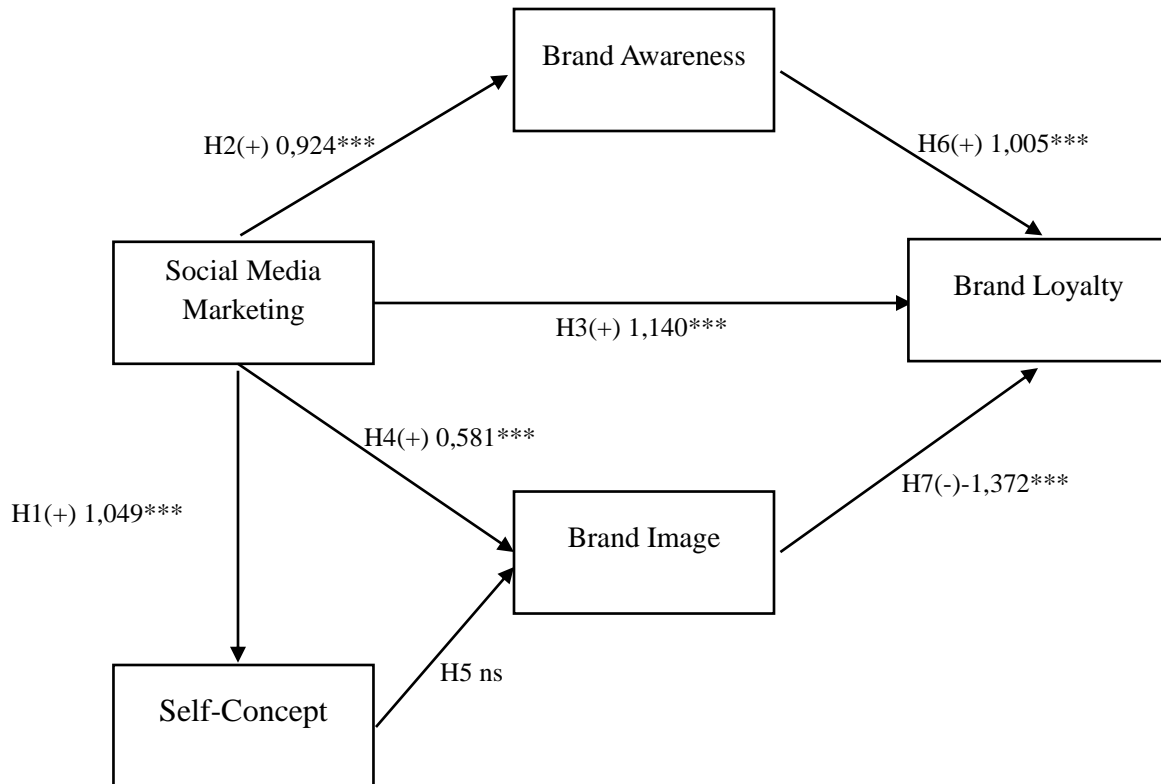 Brand Awareness
H2(+) 0,924***
H6(+) 1,005***
Social Media
Marketing
Brand Loyalty
H3(+) 1,140***
H4(+) 0,581***
H7(-)-1,372***
H1(+) 1,049***
Brand Image
H5 ns
Self-Concept